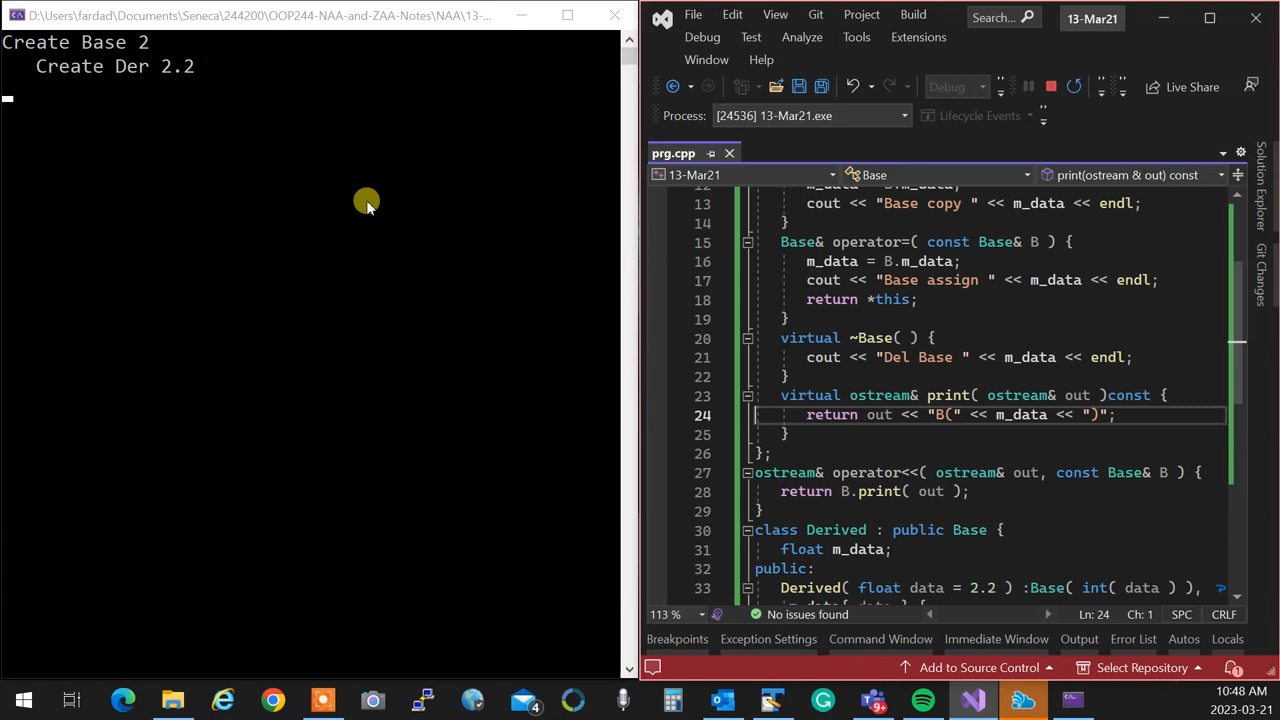 D:\Users\fardad\Documents\Seneca\244200\OOP244-NAA-and-ZAA-Notes\NAA\13-...
Create Base 2
Create Der 2.2
File Edit View Git Project Build
Search...
13-Mar21
Debug Test Analyze Tools Extensions
Window Help
Debug
Live Share
Process: [24536] 13-Mar21.exe
Lifecycle Events
prg.cpp
13-Mar21
Base
print(ostream & out) const
13 cout << "Base copy " << m_data << endl;
14 }
15 Base& operator=( const Base& B ) {
16 m_data = B.m_data;
17 cout << "Base assign " << m_data << endl;
18 return *this;
19 }
20 virtual ~Base( ) {
21 cout << "Del Base " << m_data << endl;
22 }
23 virtual ostream& print( ostream& out )const {
24 return out << "B(" << m_data << ")";
25 }
26 };
27 ostream& operator<<( ostream& out, const Base& B ) {
28 return B.print( out );
29 }
30 class Derived : public Base {
31 float m_data;
32 public:
33 Derived( float data = 2.2 ) :Base( int( data ) ),
Solution Explorer
Git Changes
113 %
No issues found
Ln: 24 Ch: 1 SPC CRLF
Breakpoints Exception Settings Command Window Immediate Window Output Error List Autos Locals
Add to Source Control
Select Repository
1
4
9+
10:48 AM
2023-03-21